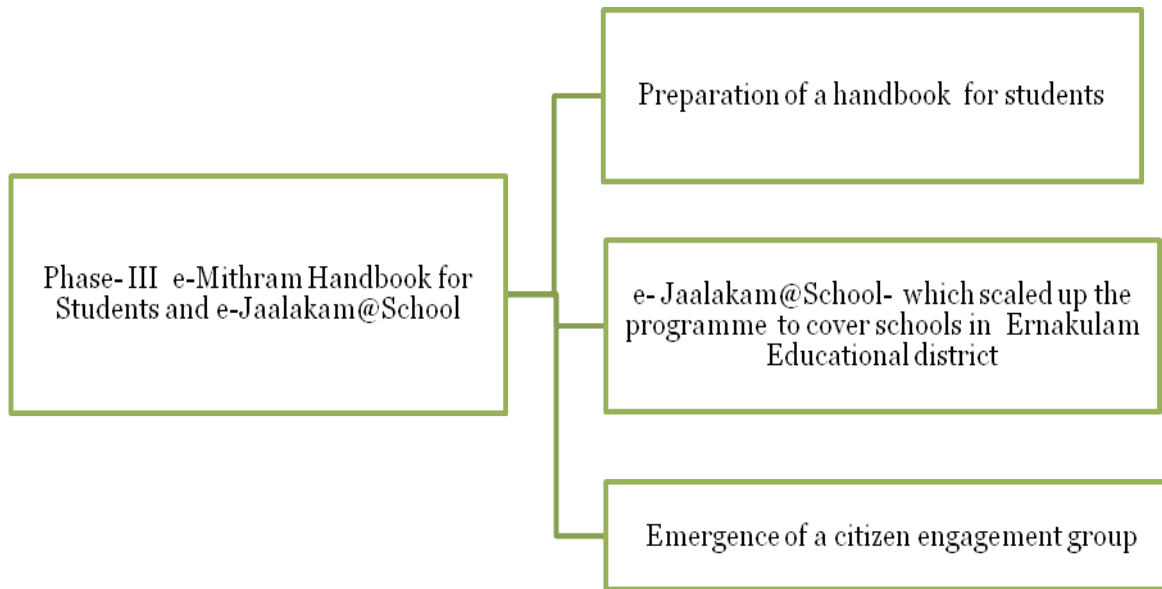 Phase- III e-Mithram Handbook for
Students and e-Jaalakam@School
Preparation of a handbook for students
e- Jaalakam@School- which scaled up the
programme to cover schools in Ernakulam
Educational district
Emergence of a citizen engagement group